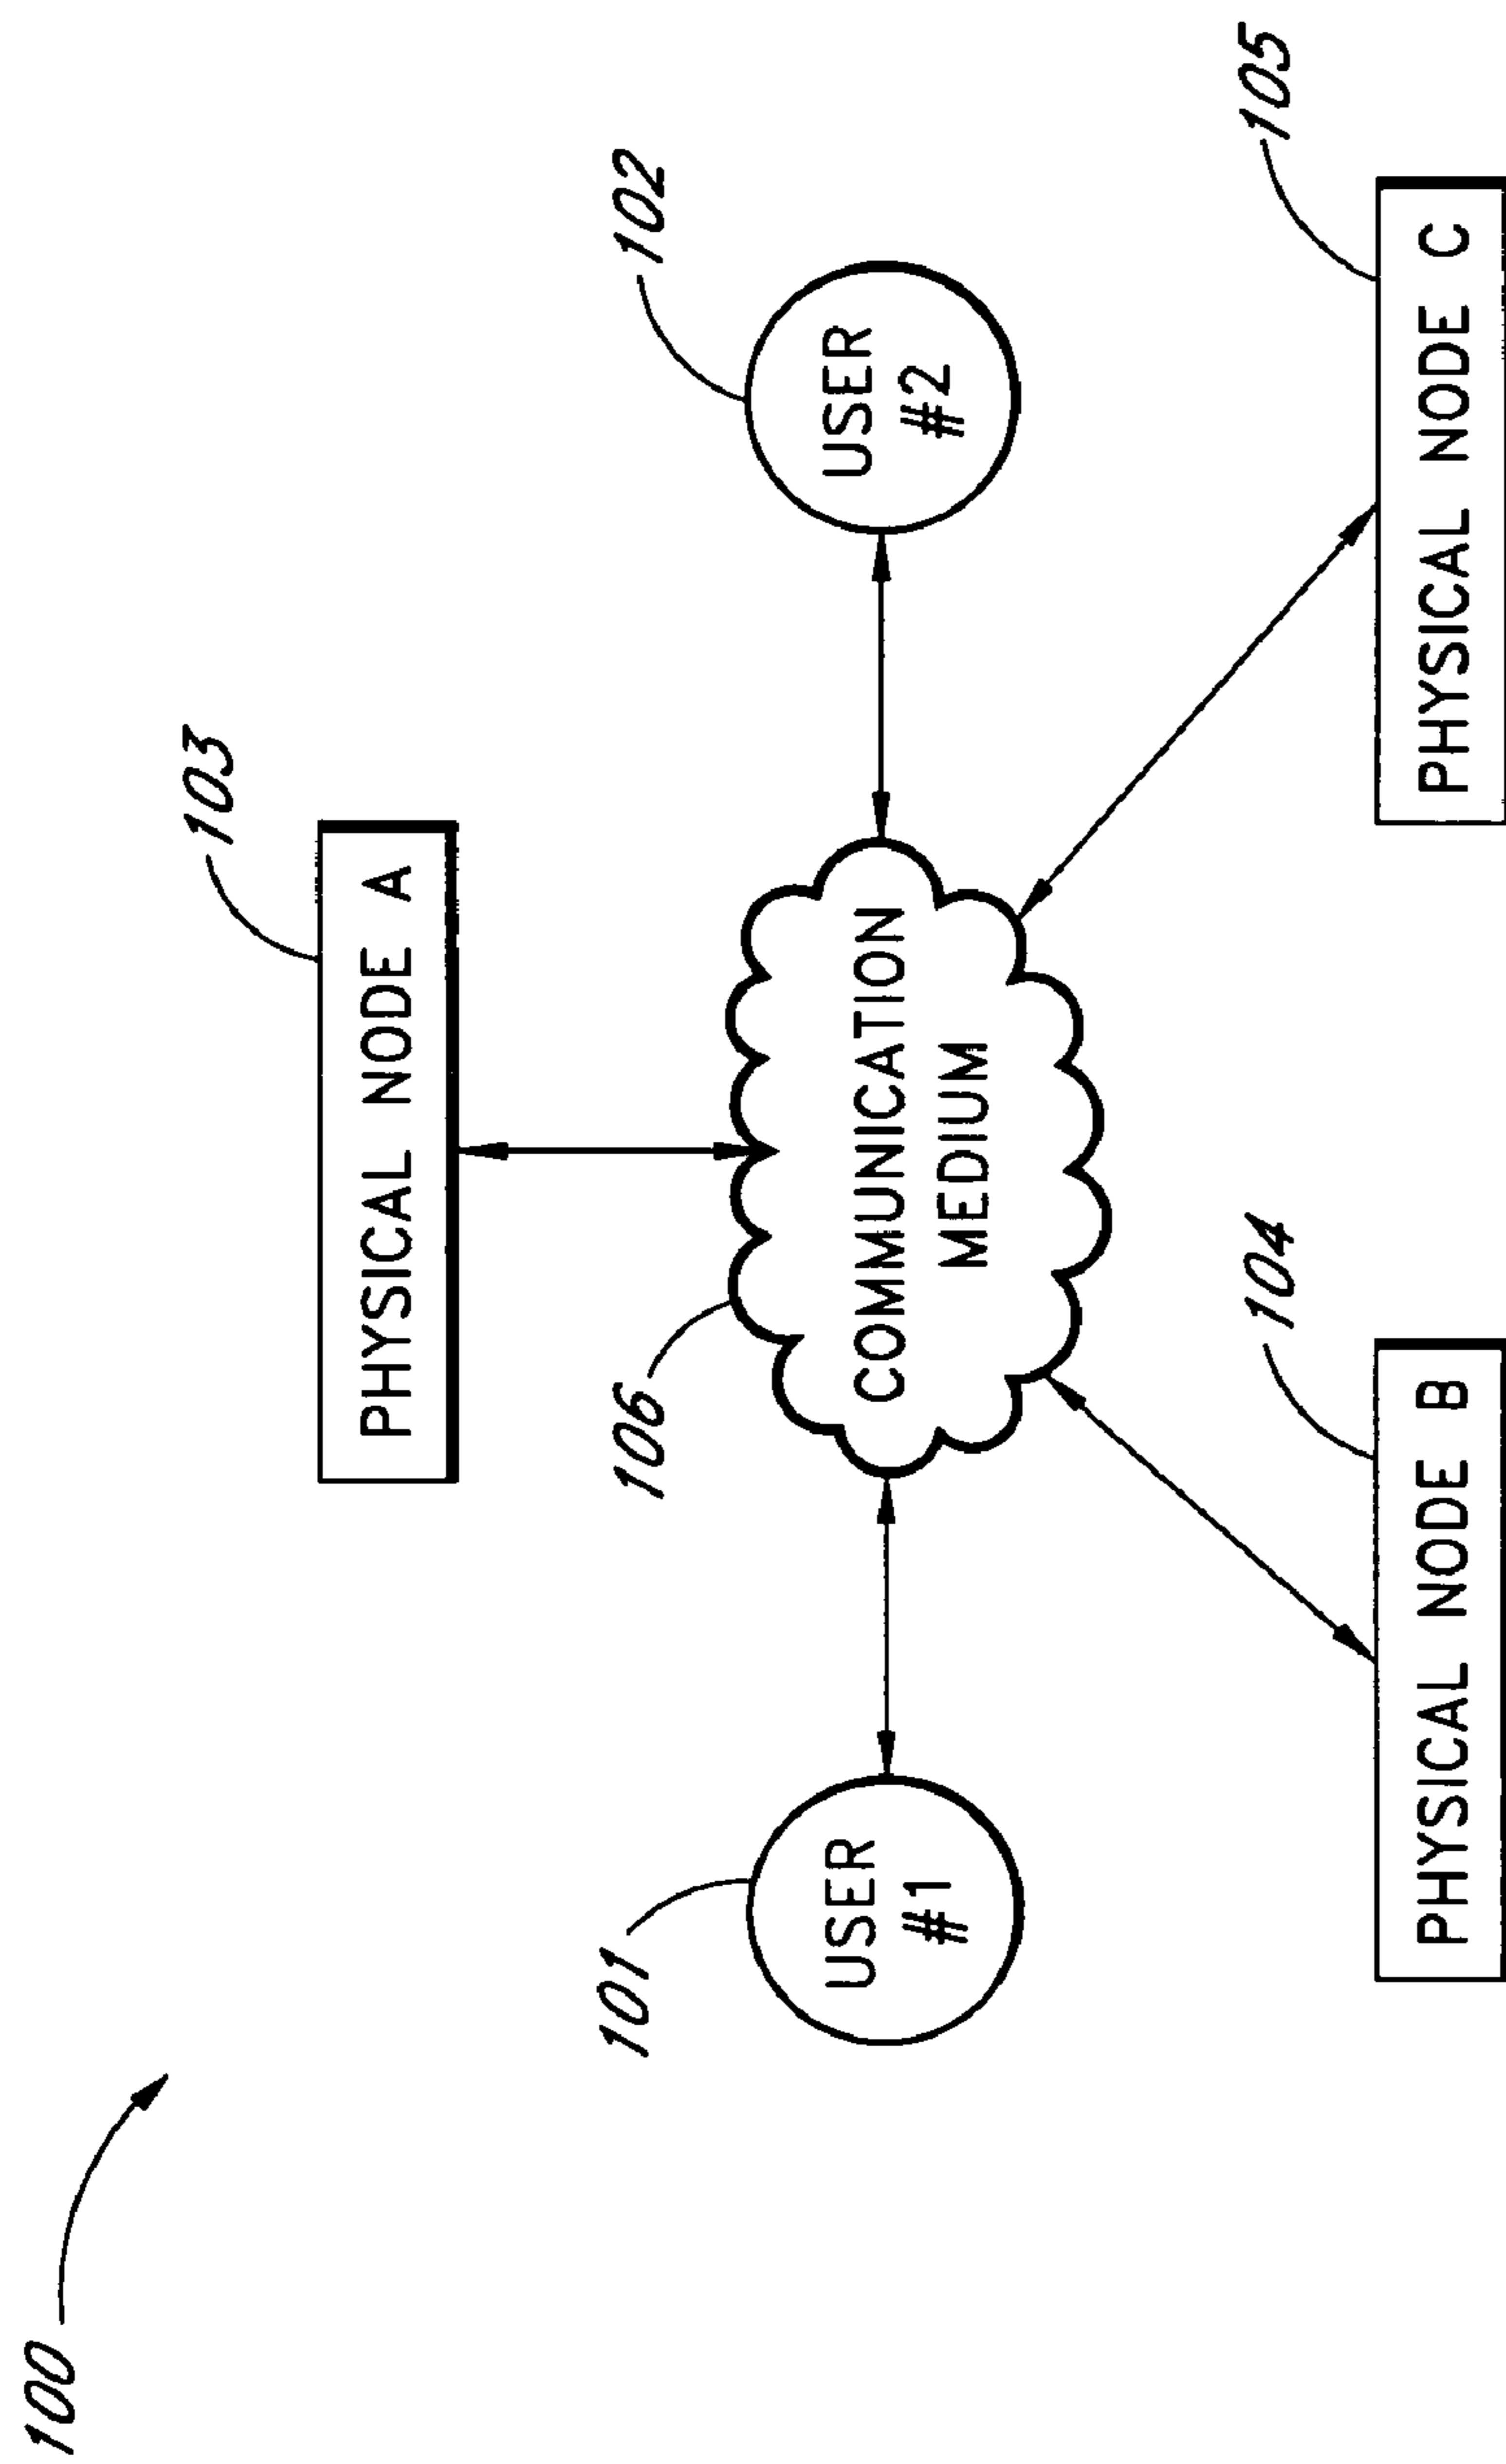 100
103
PHYSICAL NODE A
101
106
102
USER
#1
COMMUNICATION
MEDIUM
USER
#2
104
105
PHYSICAL NODE B
PHYSICAL NODE C